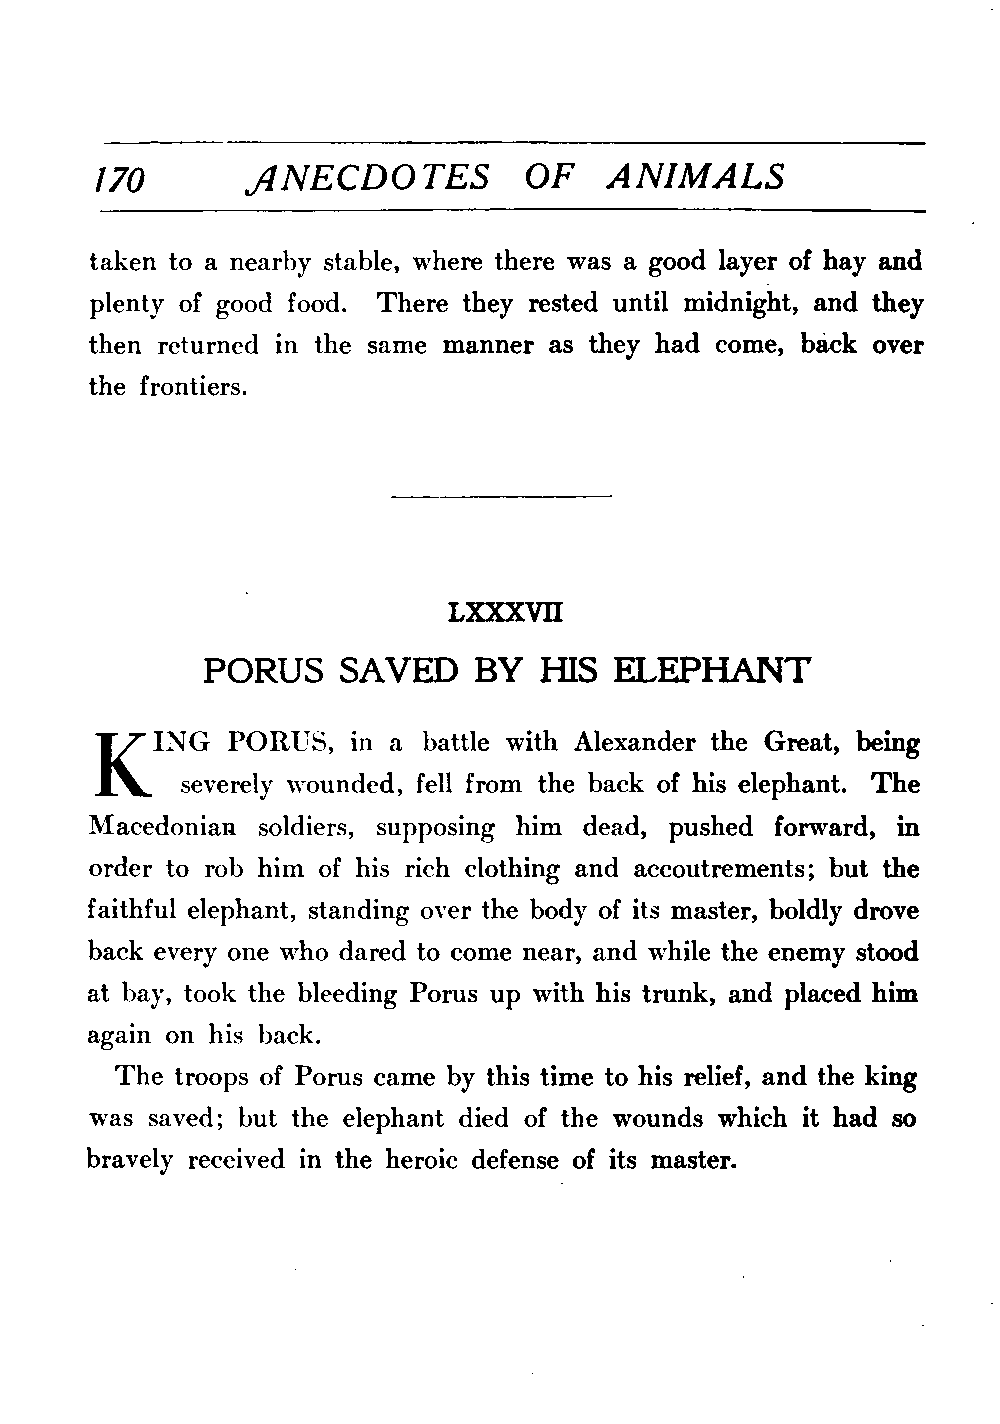 170 ANECDOTES OF ANIMALS
taken to a nearby stable, where there was a good layer of hay and
plenty of good food. There they rested until midnight, and they
then returned in the same manner as they had come, back over
the frontiers.
LXXXVII
PORUS SAVED BY HIS ELEPHANT
KING PORUS, in a battle with Alexander the Great, being
severely wounded, fell from the back of his elephant. The
Macedonian soldiers, supposing him dead, pushed forward, in
order to rob him of his rich clothing and accoutrements; but the
faithful elephant, standing over the body of its master, boldly drove
back every one who dared to come near, and while the enemy stood
at bay, took the bleeding Porus up with his trunk, and placed him
again on his back.
The troops of Porus came by this time to his relief, and the king
was saved; but the elephant died of the wounds which it had so
bravely received in the heroic defense of its master.